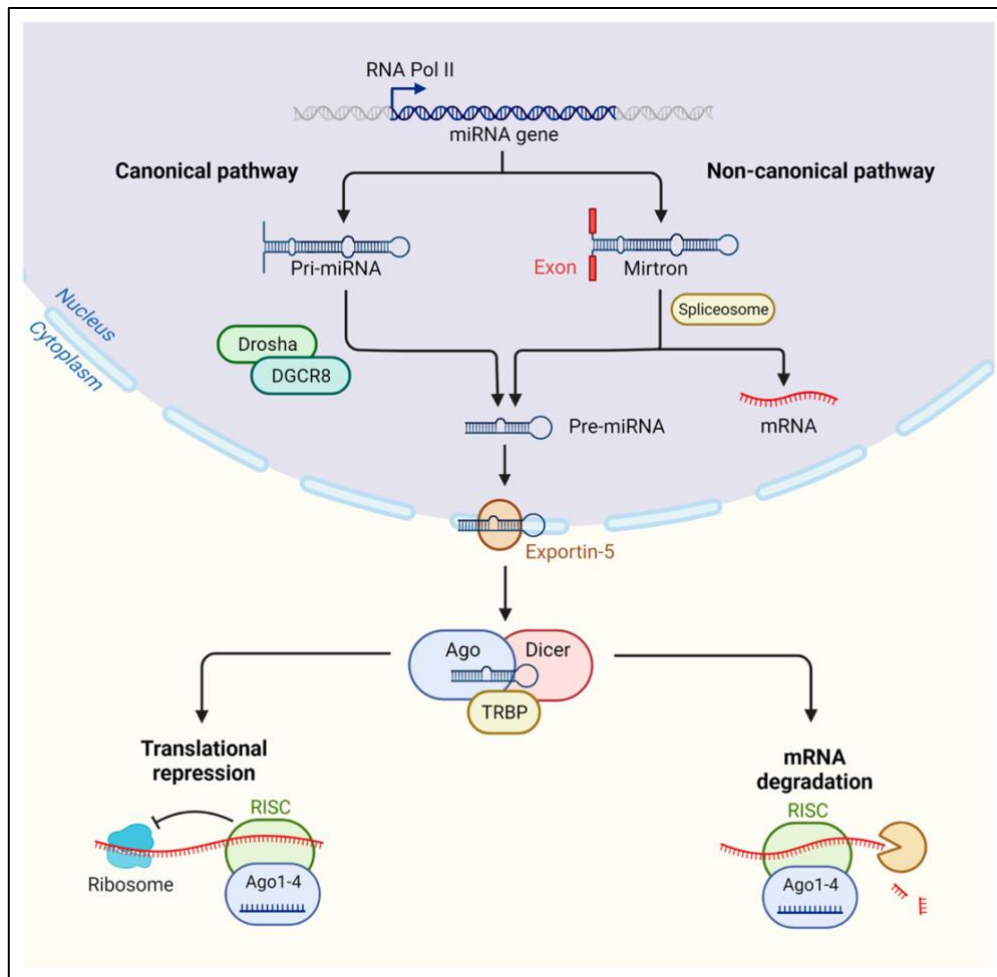 RNA Pol II
miRNA gene
Canonical pathway
Non-canonical pathway
Pri-miRNA
Exon
Mirtron
Spliceosome
Nucleus
Cytoplasm
Drosha
DGCR8
Pre-miRNA
mRNA
Exportin-5
Ago
Dicer
TRBP
Translational
repression
RISC
Ribosome
Ago1-4
mRNA
degradation
RISC
Ago1-4